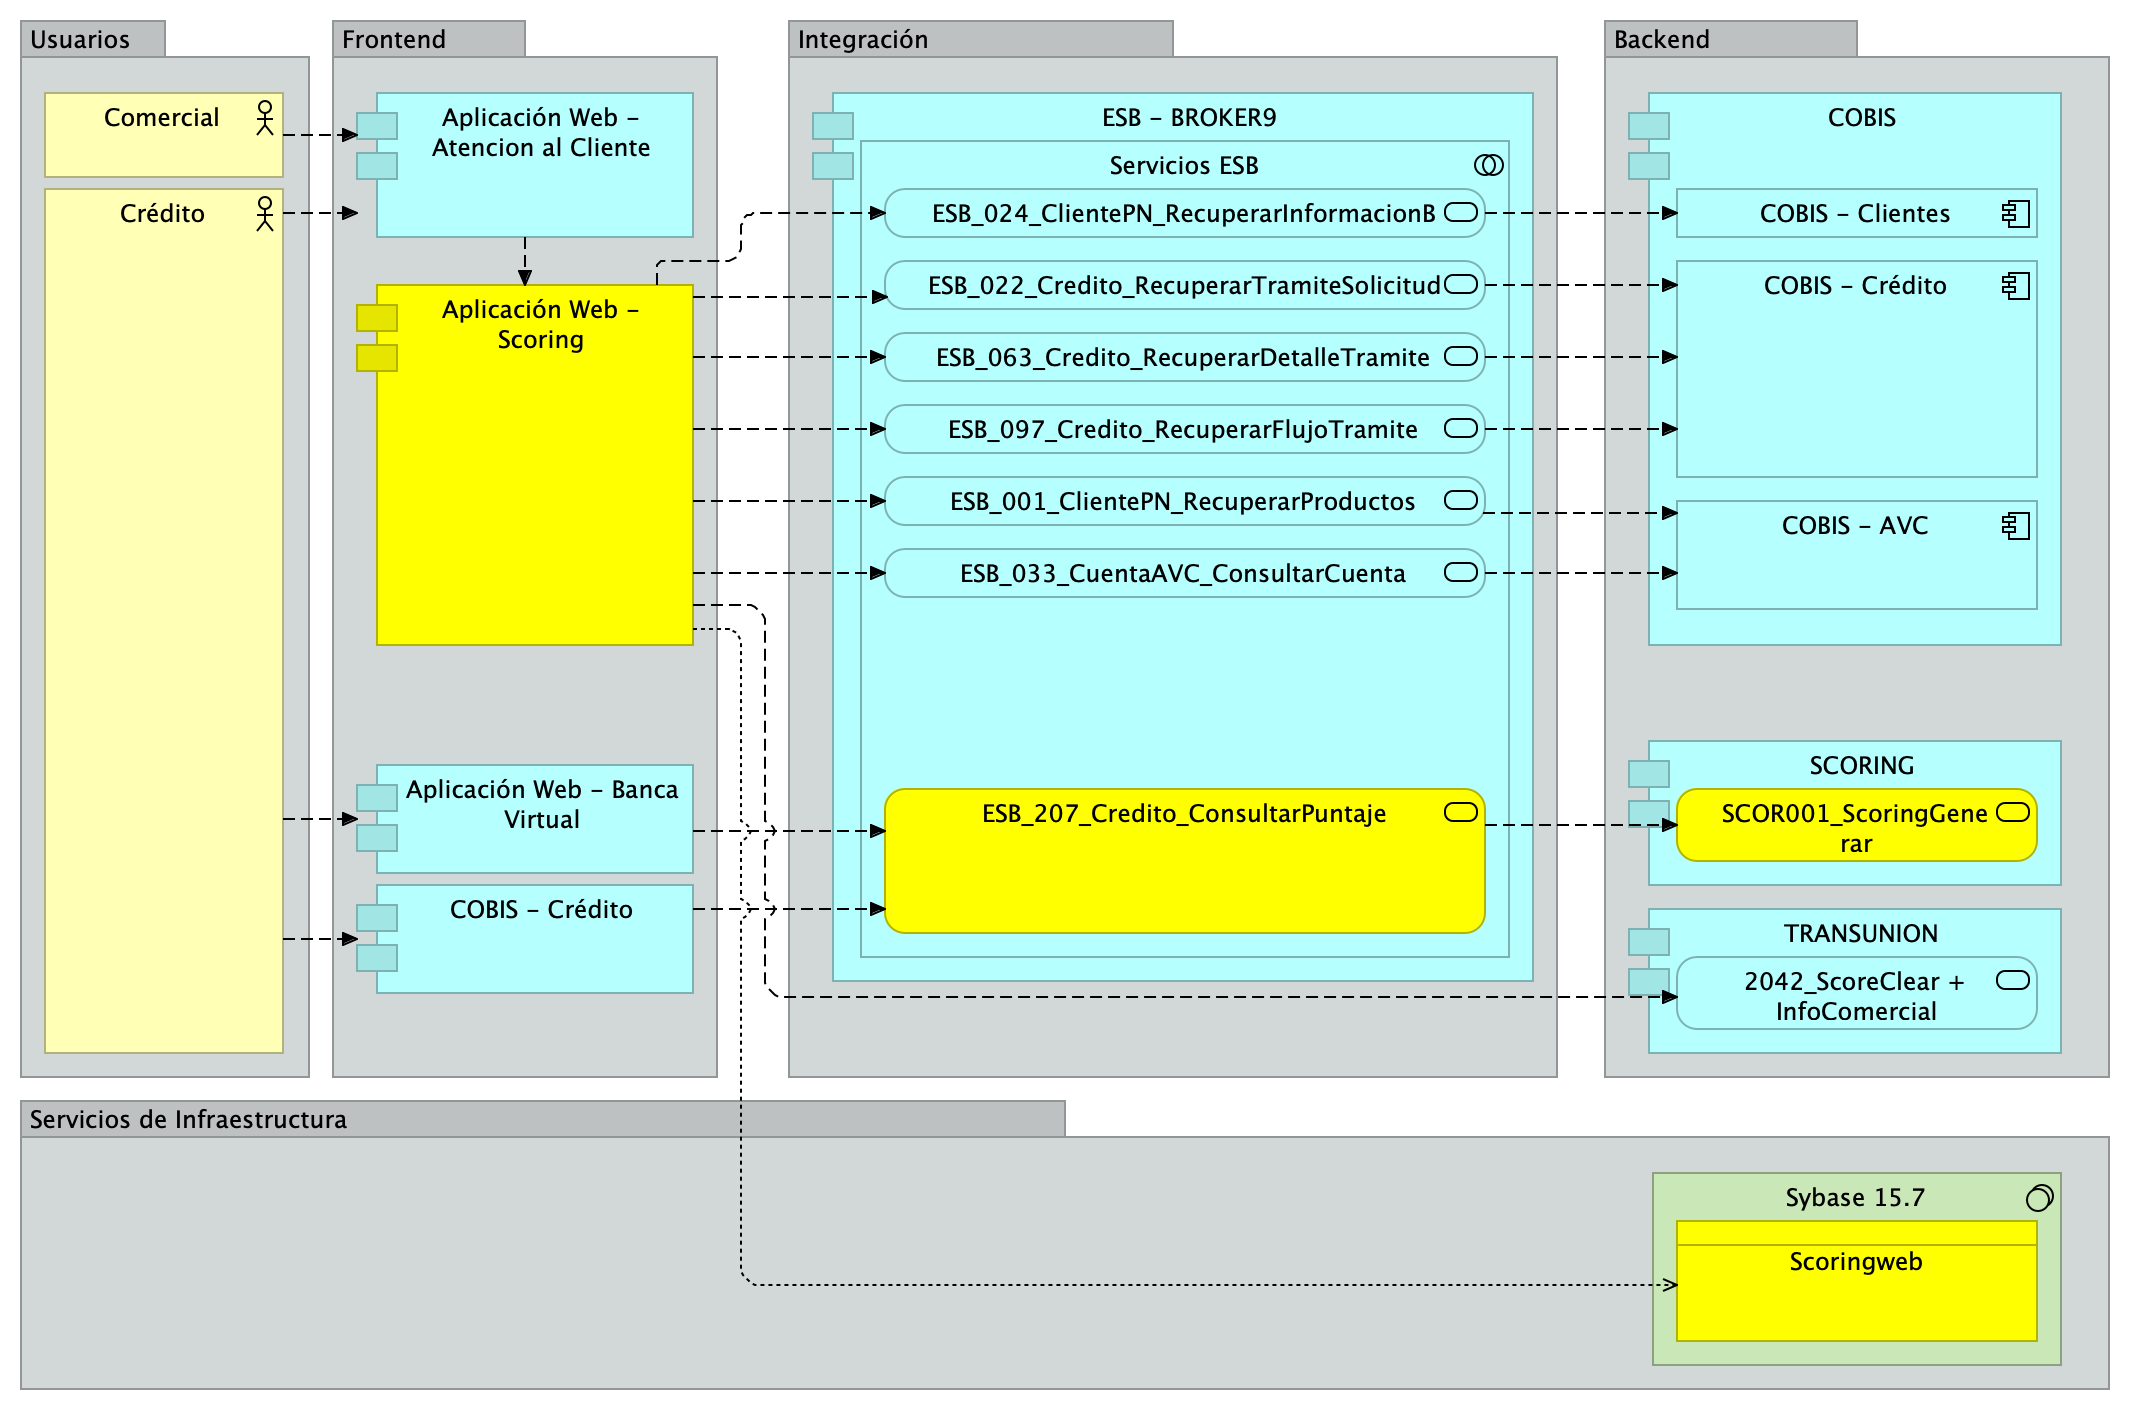 Usuarios
Comercial
Crédito
Frontend
Aplicación Web –
Atencion al Cliente
Aplicación Web –
Scoring
Aplicación Web – Banca
Virtual
COBIS – Crédito
Integración
ESB – BROKER9
Servicios ESB
ESB_024_ClientePN_RecuperarInformacionB
ESB_022_Credito_RecuperarTramiteSolicitud
ESB_063_Credito_RecuperarDetalleTramite
ESB_097_Credito_RecuperarFlujoTramite
ESB_001_ClientePN_RecuperarProductos
ESB_033_CuentaAVC_ConsultarCuenta
ESB_207_Credito_ConsultarPuntaje
Backend
COBIS
COBIS – Clientes
COBIS – Crédito
COBIS – AVC
SCORING
SCOR001_ScoringGene
rar
TRANSUNION
2042_ScoreClear +
InfoComercial
Servicios de Infraestructura
Sybase 15.7
Scoringweb